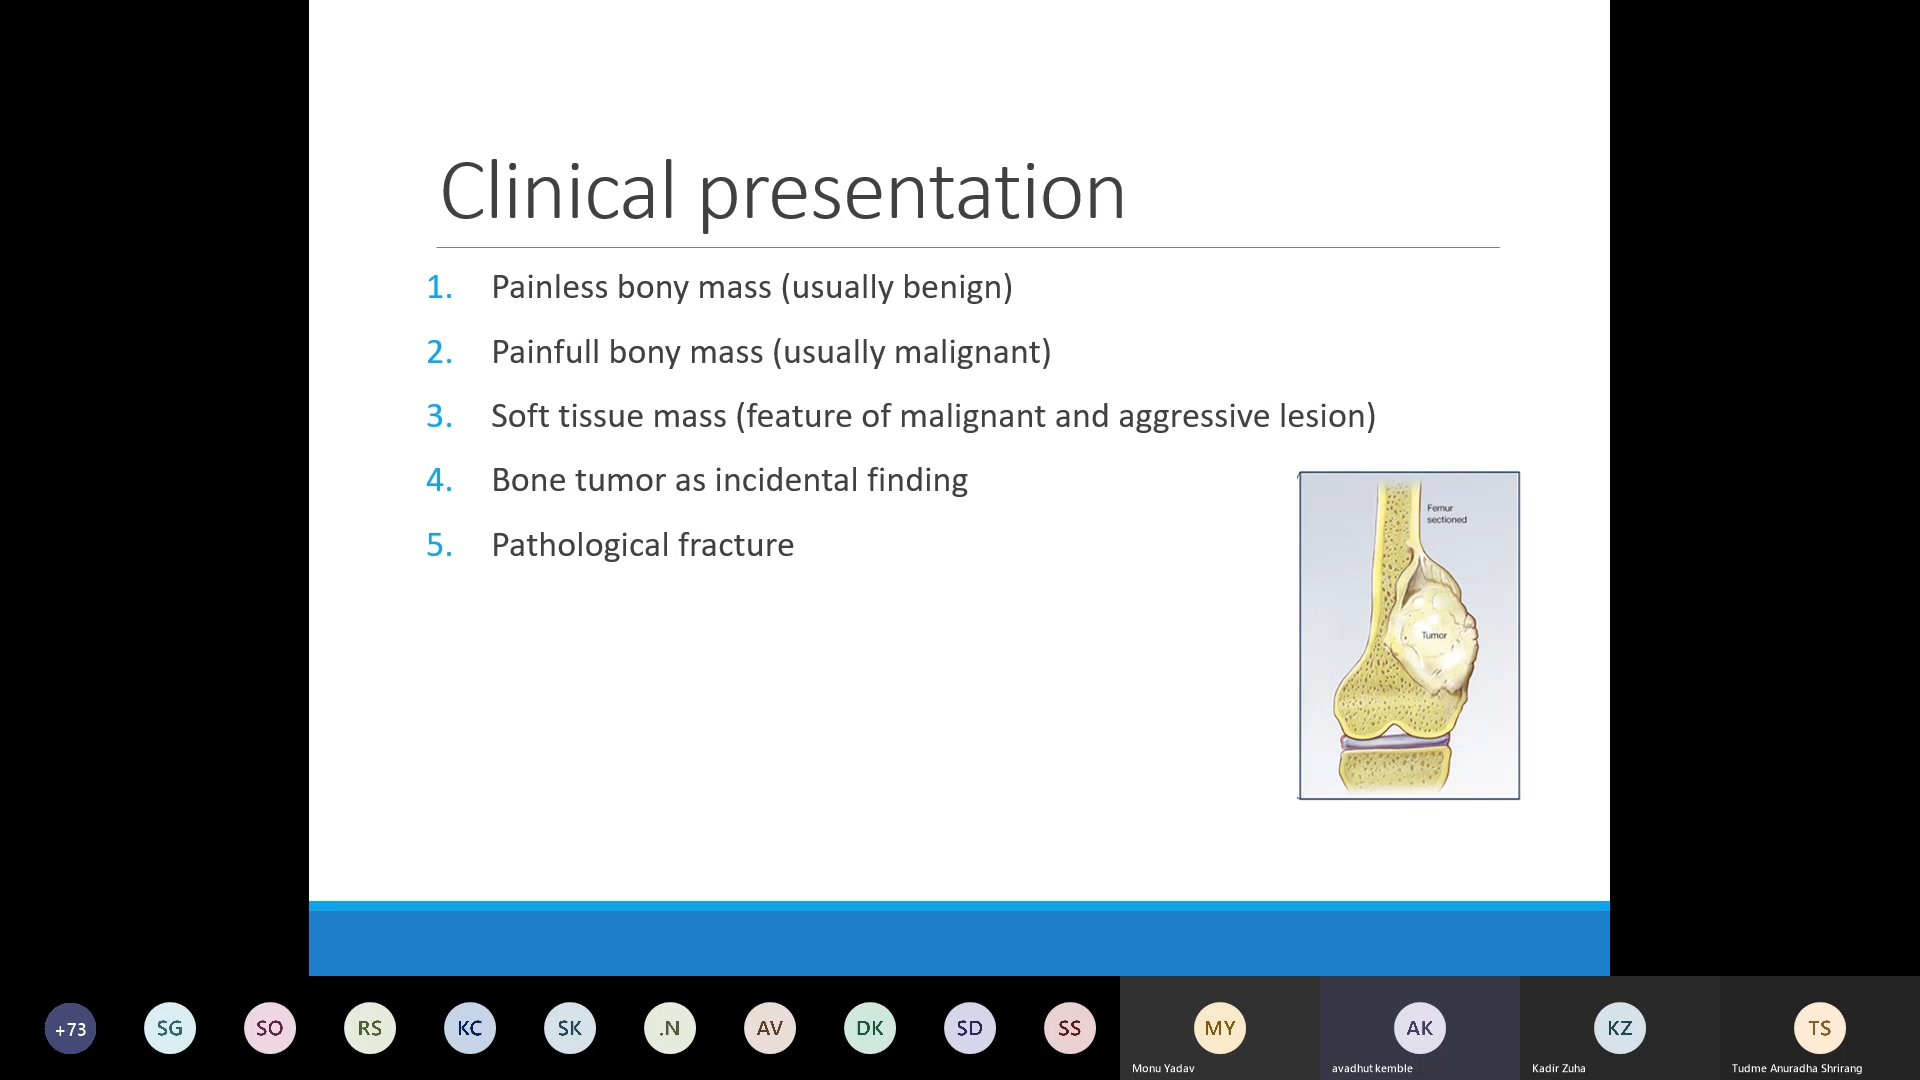 Clinical presentation
1. Painless bony mass (usually benign)
2. Painfull bony mass (usually malignant)
3. Soft tissue mass (feature of malignant and aggressive lesion)
4. Bone tumor as incidental finding
5. Pathological fracture
Femur
sectioned
Tumor
+73
SG
SO
RS
KC
SK
.N
AV
DK
SD
SS
MY
Monu Yadav
AK
avadhut kemble
KZ
Kadir Zuha
TS
Tudme Anuradha Shrirang